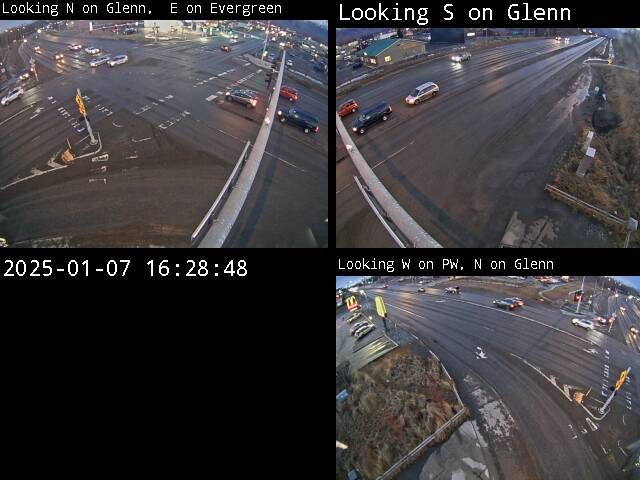 Looking N on Glenn,  E on Evergreen
Looking S on Glenn
2025-01-07 16:28:48
Looking W on PW, N on Glenn